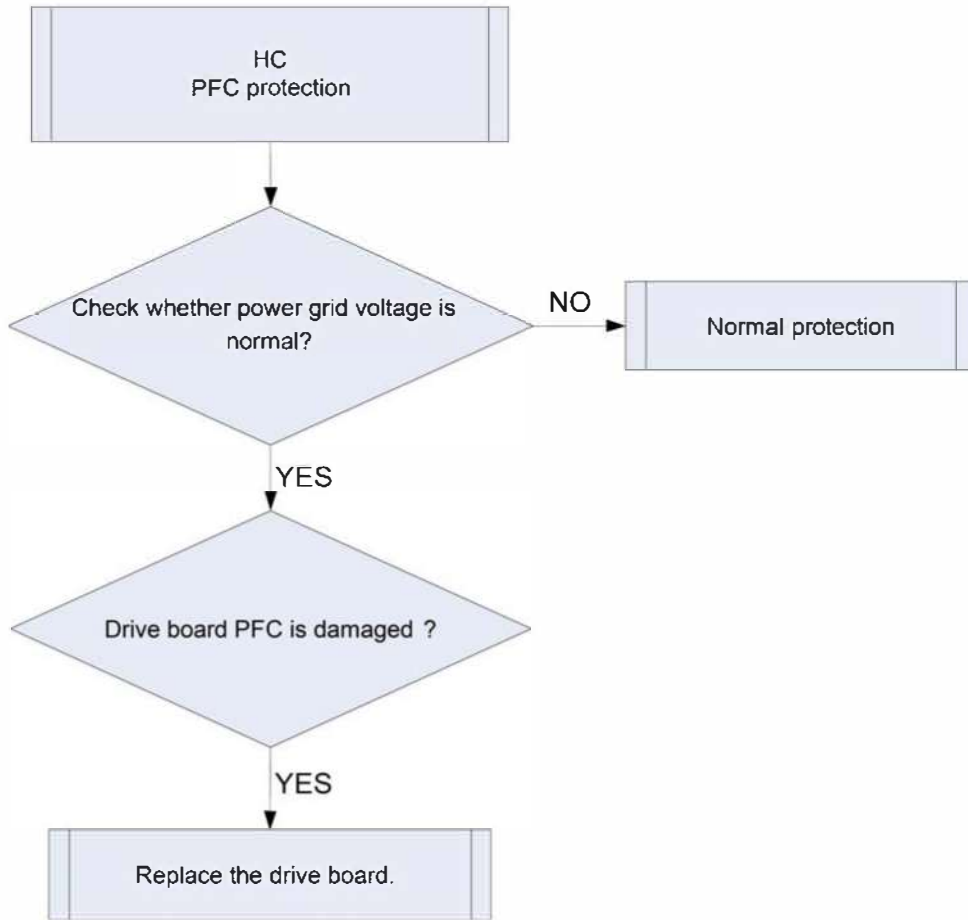 HC
PFC protection
Check whether power grid voltage is
normal?
NO
Normal protection
YES
Drive board PFC is damaged ?
YES
Replace the drive board.